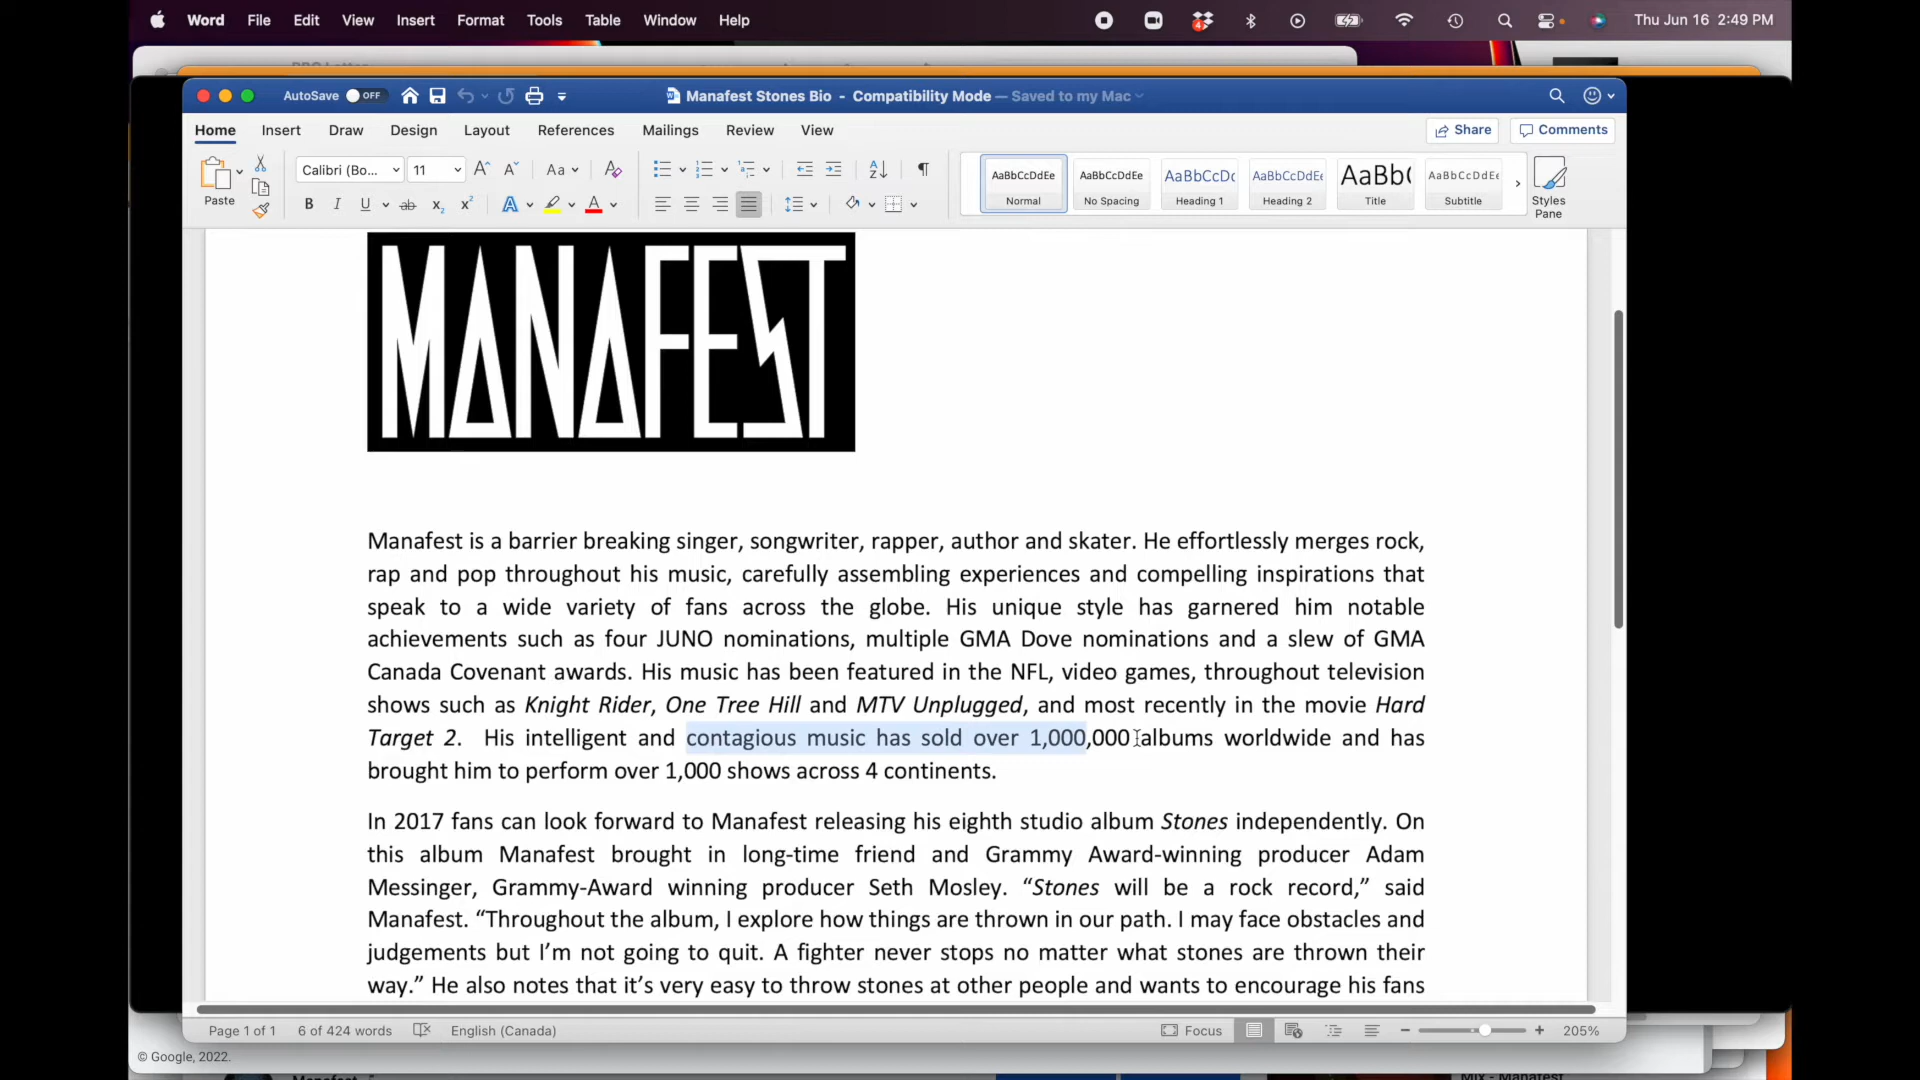 Word File Edit View Insert Format Tools Table Window Help 4 Thu Jun 16 2:49 PM
AutoSave OFF Manafest Stones Bio - Compatibility Mode — Saved to my Mac
Home Insert Draw Design Layout References Mailings Review View Share Comments
Paste Calibri (Bo... 11 A A Aa A
B I U ab x2 x2 A A
AaBbCcDdEe AaBbCcDdEe AaBbCcDc AaBbCcDdEe AaBb( AaBbCcDdEe
Normal No Spacing Heading 1 Heading 2 Title Subtitle Styles
Pane
MANAFEST
Manafest is a barrier breaking singer, songwriter, rapper, author and skater. He effortlessly merges rock,
rap and pop throughout his music, carefully assembling experiences and compelling inspirations that
speak to a wide variety of fans across the globe. His unique style has garnered him notable
achievements such as four JUNO nominations, multiple GMA Dove nominations and a slew of GMA
Canada Covenant awards. His music has been featured in the NFL, video games, throughout television
shows such as Knight Rider, One Tree Hill and MTV Unplugged, and most recently in the movie Hard
Target 2. His intelligent and contagious music has sold over 1,000,000 albums worldwide and has
brought him to perform over 1,000 shows across 4 continents.
In 2017 fans can look forward to Manafest releasing his eighth studio album Stones independently. On
this album Manafest brought in long-time friend and Grammy Award-winning producer Adam
Messinger, Grammy-Award winning producer Seth Mosley. “Stones will be a rock record,” said
Manafest. “Throughout the album, I explore how things are thrown in our path. I may face obstacles and
judgements but I’m not going to quit. A fighter never stops no matter what stones are thrown their
way.” He also notes that it’s very easy to throw stones at other people and wants to encourage his fans
Page 1 of 1 6 of 424 words English (Canada) Focus 205%
© Google, 2022.